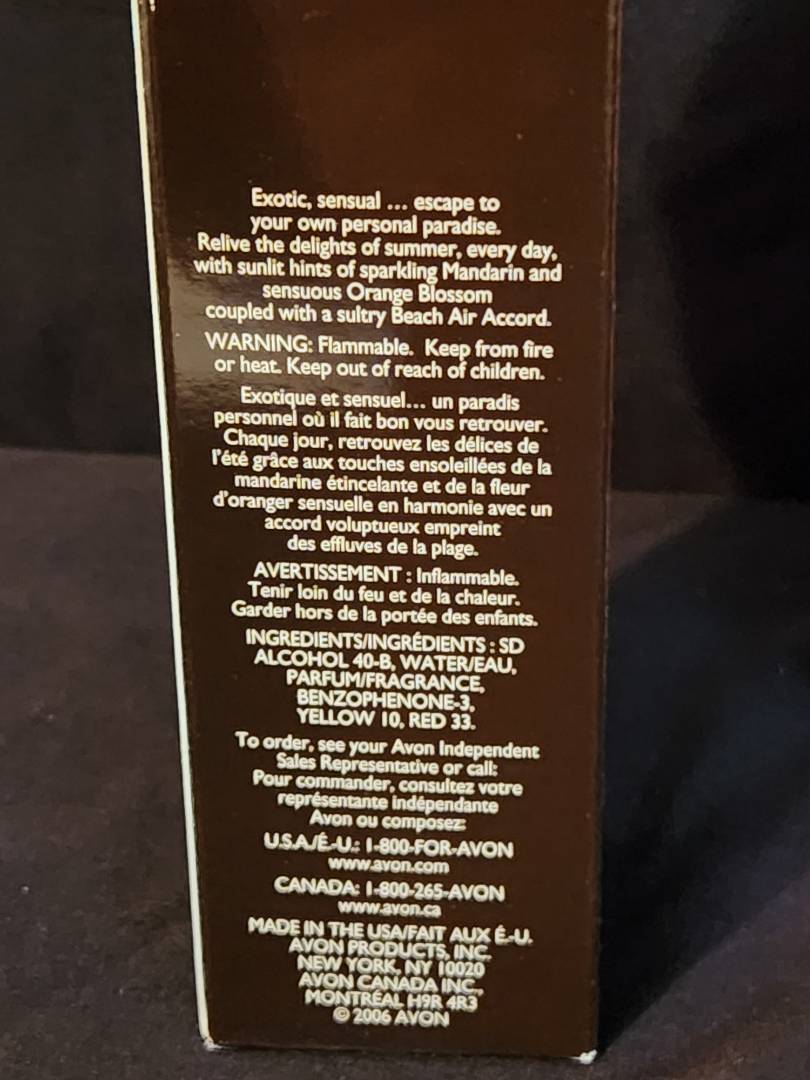 Exotic, sensual ... escape to
your own personal paradise.
Relive the delights of summer, every day,
with sunlit hints of sparkling Mandarin and
sensuous Orange Blossom
coupled with a sultry Beach Air Accord.
WARNING: Flammable. Keep from fire
or heat. Keep out of reach of children.
Exotique et sensuel... un paradis
personnel où il fait bon vous retrouver.
Chaque jour, retrouvez les délices de
l'été grâce aux touches ensoleillées de la
mandarine étincelante et de la fleur
d'oranger sensuelle en harmonie avec un
accord voluptueux empreint
des effluves de la plage.
AVERTISSEMENT : Inflammable.
Tenir loin du feu et de la chaleur.
Garder hors de la portée des enfants.
INGREDIENTS/INGRÉDIENTS : SD
ALCOHOL 40-B, WATER/EAU,
PARFUM/FRAGRANCE,
BENZOPHENONE-3,
YELLOW 10, RED 33.
To order, see your Avon Independent
Sales Representative or call:
Pour commander, consultez votre
représentante indépendante
Avon ou composez:
U.S.A./É.-U.: 1-800-FOR-AVON
www.avon.com
CANADA: 1-800-265-AVON
www.avon.ca
MADE IN THE USA/FAIT AUX É.-U.
AVON PRODUCTS, INC.
NEW YORK, NY 10020
AVON CANADA INC.,
MONTRÉAL H9R 4R3
© 2006 AVON